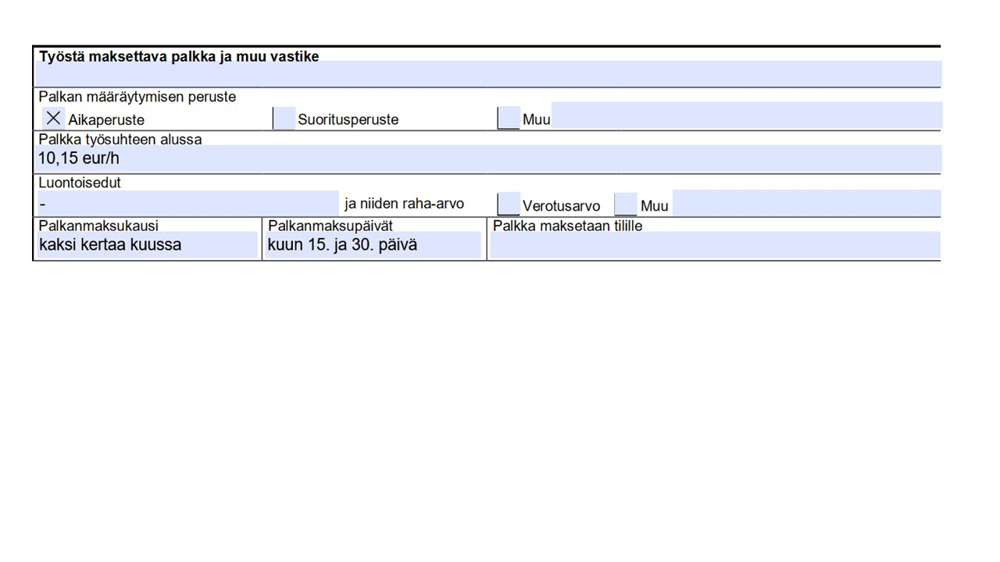 Työstä maksettava palkka ja muu vastike
Palkan määräytymisen peruste
Aikaperuste Suoritusperuste Muu
Palkka työsuhteen alussa
10,15 eur/h
Luontoisedut
- ja niiden raha-arvo Verotusarvo Muu
Palkanmaksukausi Palkanmaksupäivät Palkka maksetaan tilille
kaksi kertaa kuussa kuun 15. ja 30. päivä